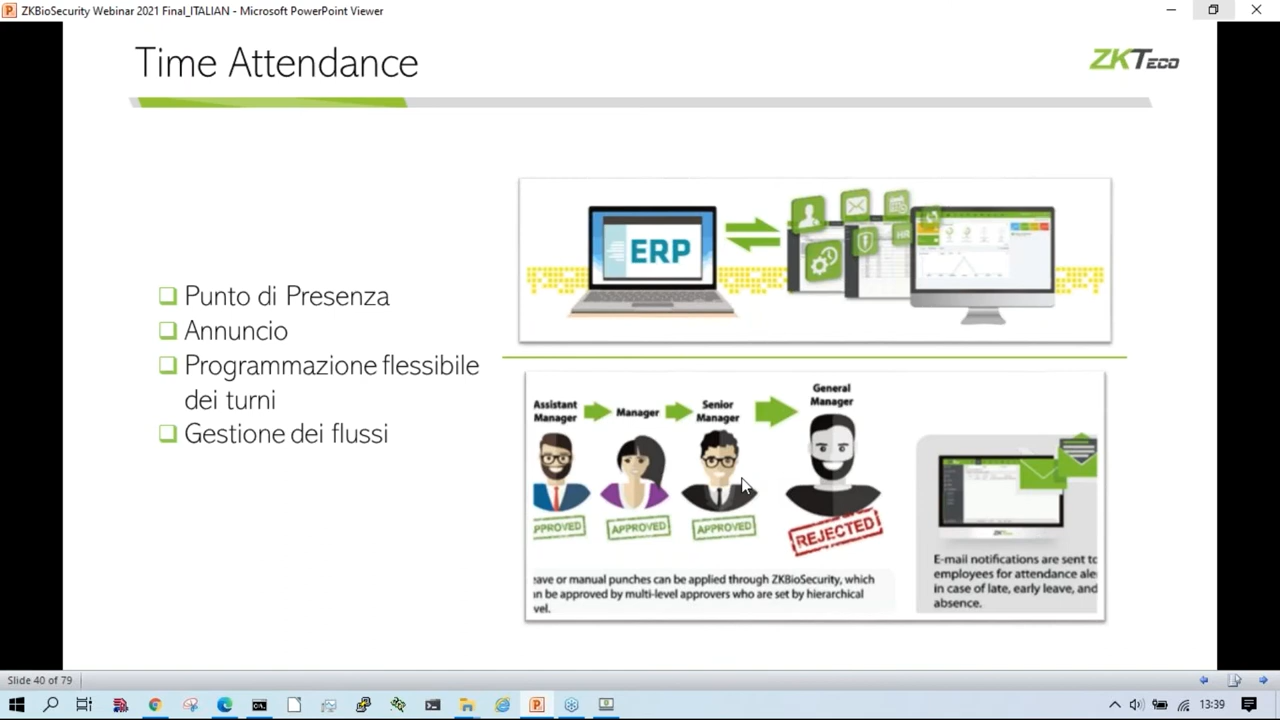 ZKBioSecurity Webinar 2021 Final_ITALIAN - Microsoft PowerPoint Viewer
Time Attendance
ZKTeco
ERP
HR
Punto di Presenza
Annuncio
Programmazione flessibile
dei turni
Gestione dei flussi
Assistant
Manager
Manager
Senior
Manager
General
Manager
PPROVED
APPROVED
APPROVED
REJECTED
eave or manual punches can be applied through ZKBioSecurity, which
n be approved by multi-level approvers who are set by hierarchical
vel.
ZKTeco
E-mail notifications are sent to
employees for attendance ale
in case of late, early leave, and
absence.
Slide 40 of 79
13:39